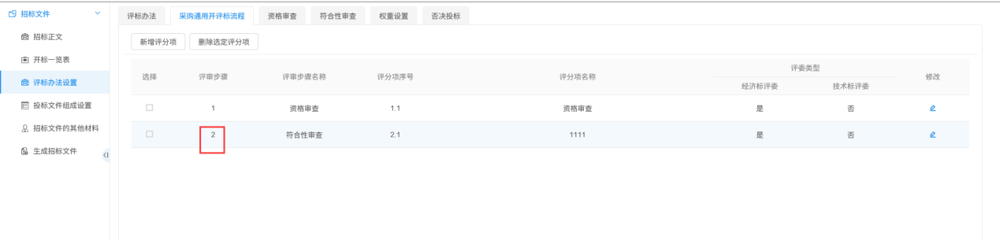 招标文件
招标正文
开标一览表
评标办法设置
投标文件组成设置
招标文件的其他材料
生成招标文件
评标办法 采购通用开评标流程 资格审查 符合性审查 权重设置 否决投标
新增评分项 删除选定评分项
选择 评审步骤 评审步骤名称 评分项序号 评分项名称 评委类型 修改
经济标评委 技术标评委
1 资格审查 1.1 资格审查 是 否
2 符合性审查 2.1 1111 是 否